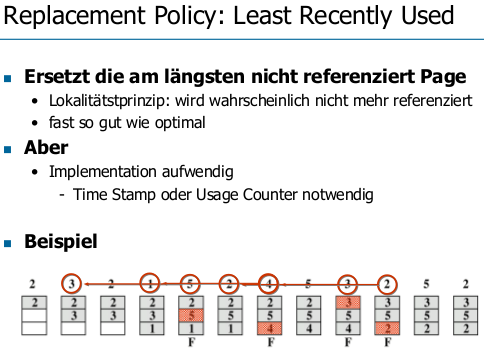 Replacement Policy: Least Recently Used
Ersetzt die am längsten nicht referenziert Page
Lokalitätstprinzip: wird wahrscheinlich nicht mehr referenziert
fast so gut wie optimal
Aber
Implementation aufwendig
- Time Stamp oder Usage Counter notwendig
Beispiel
2 3 2 1 5 2 4 5 3 2 5 2
2 2 2 2 2 2 2 2 3 3 3 3
3 3 3 5 5 5 5 5 5 5 5
1 1 1 4 4 4 2 2 2
F F F F